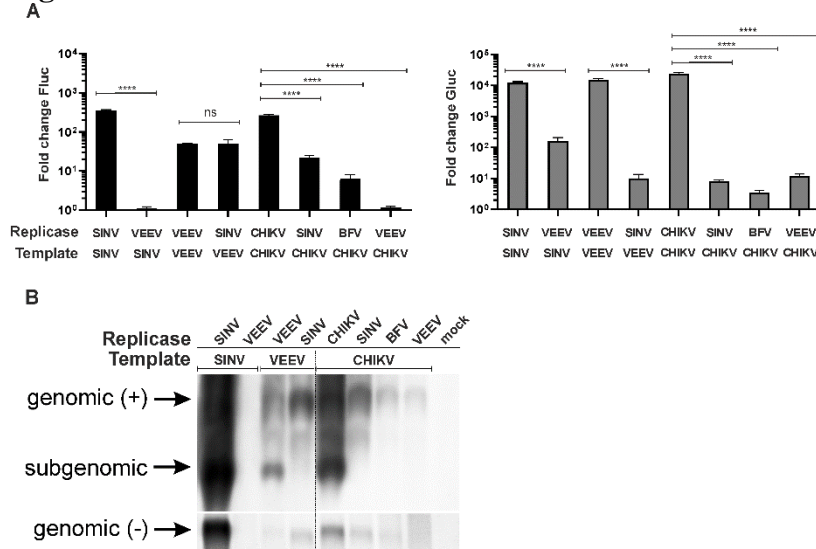 A
****
****
****
****
ns
Fold change Fluc
10⁴
10³
10²
10¹
10⁰
Replicase SINV VEEV VEEV SINV CHIKV SINV BFV VEEV
Template SINV SINV VEEV VEEV CHIKV CHIKV CHIKV CHIKV
****
****
****
****
****
Fold change Gluc
10⁵
10⁴
10³
10²
10¹
10⁰
SINV VEEV VEEV SINV CHIKV SINV BFV VEEV
SINV SINV VEEV VEEV CHIKV CHIKV CHIKV CHIKV
B
Replicase SINV VEEV VEEV SINV CHIKV SINV BFV VEEV mock
Template SINV VEEV CHIKV
genomic (+)
subgenomic
genomic (-)